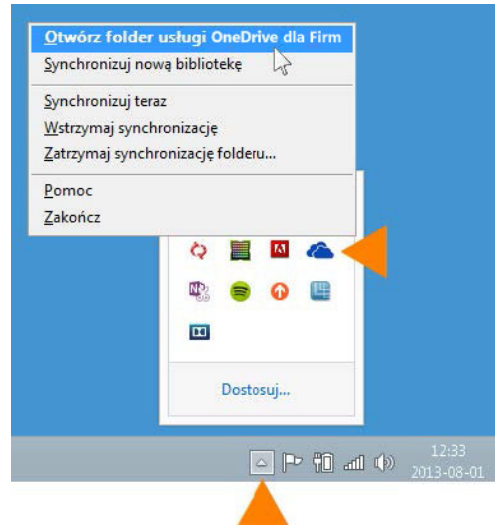 Otwórz folder usługi OneDrive dla Firm
Synchronizuj nową bibliotekę
Synchronizuj teraz
Wstrzymaj synchronizację
Zatrzymaj synchronizację folderu...
Pomoc
Zakończ
Dostosuj...
12:33
2013-08-01